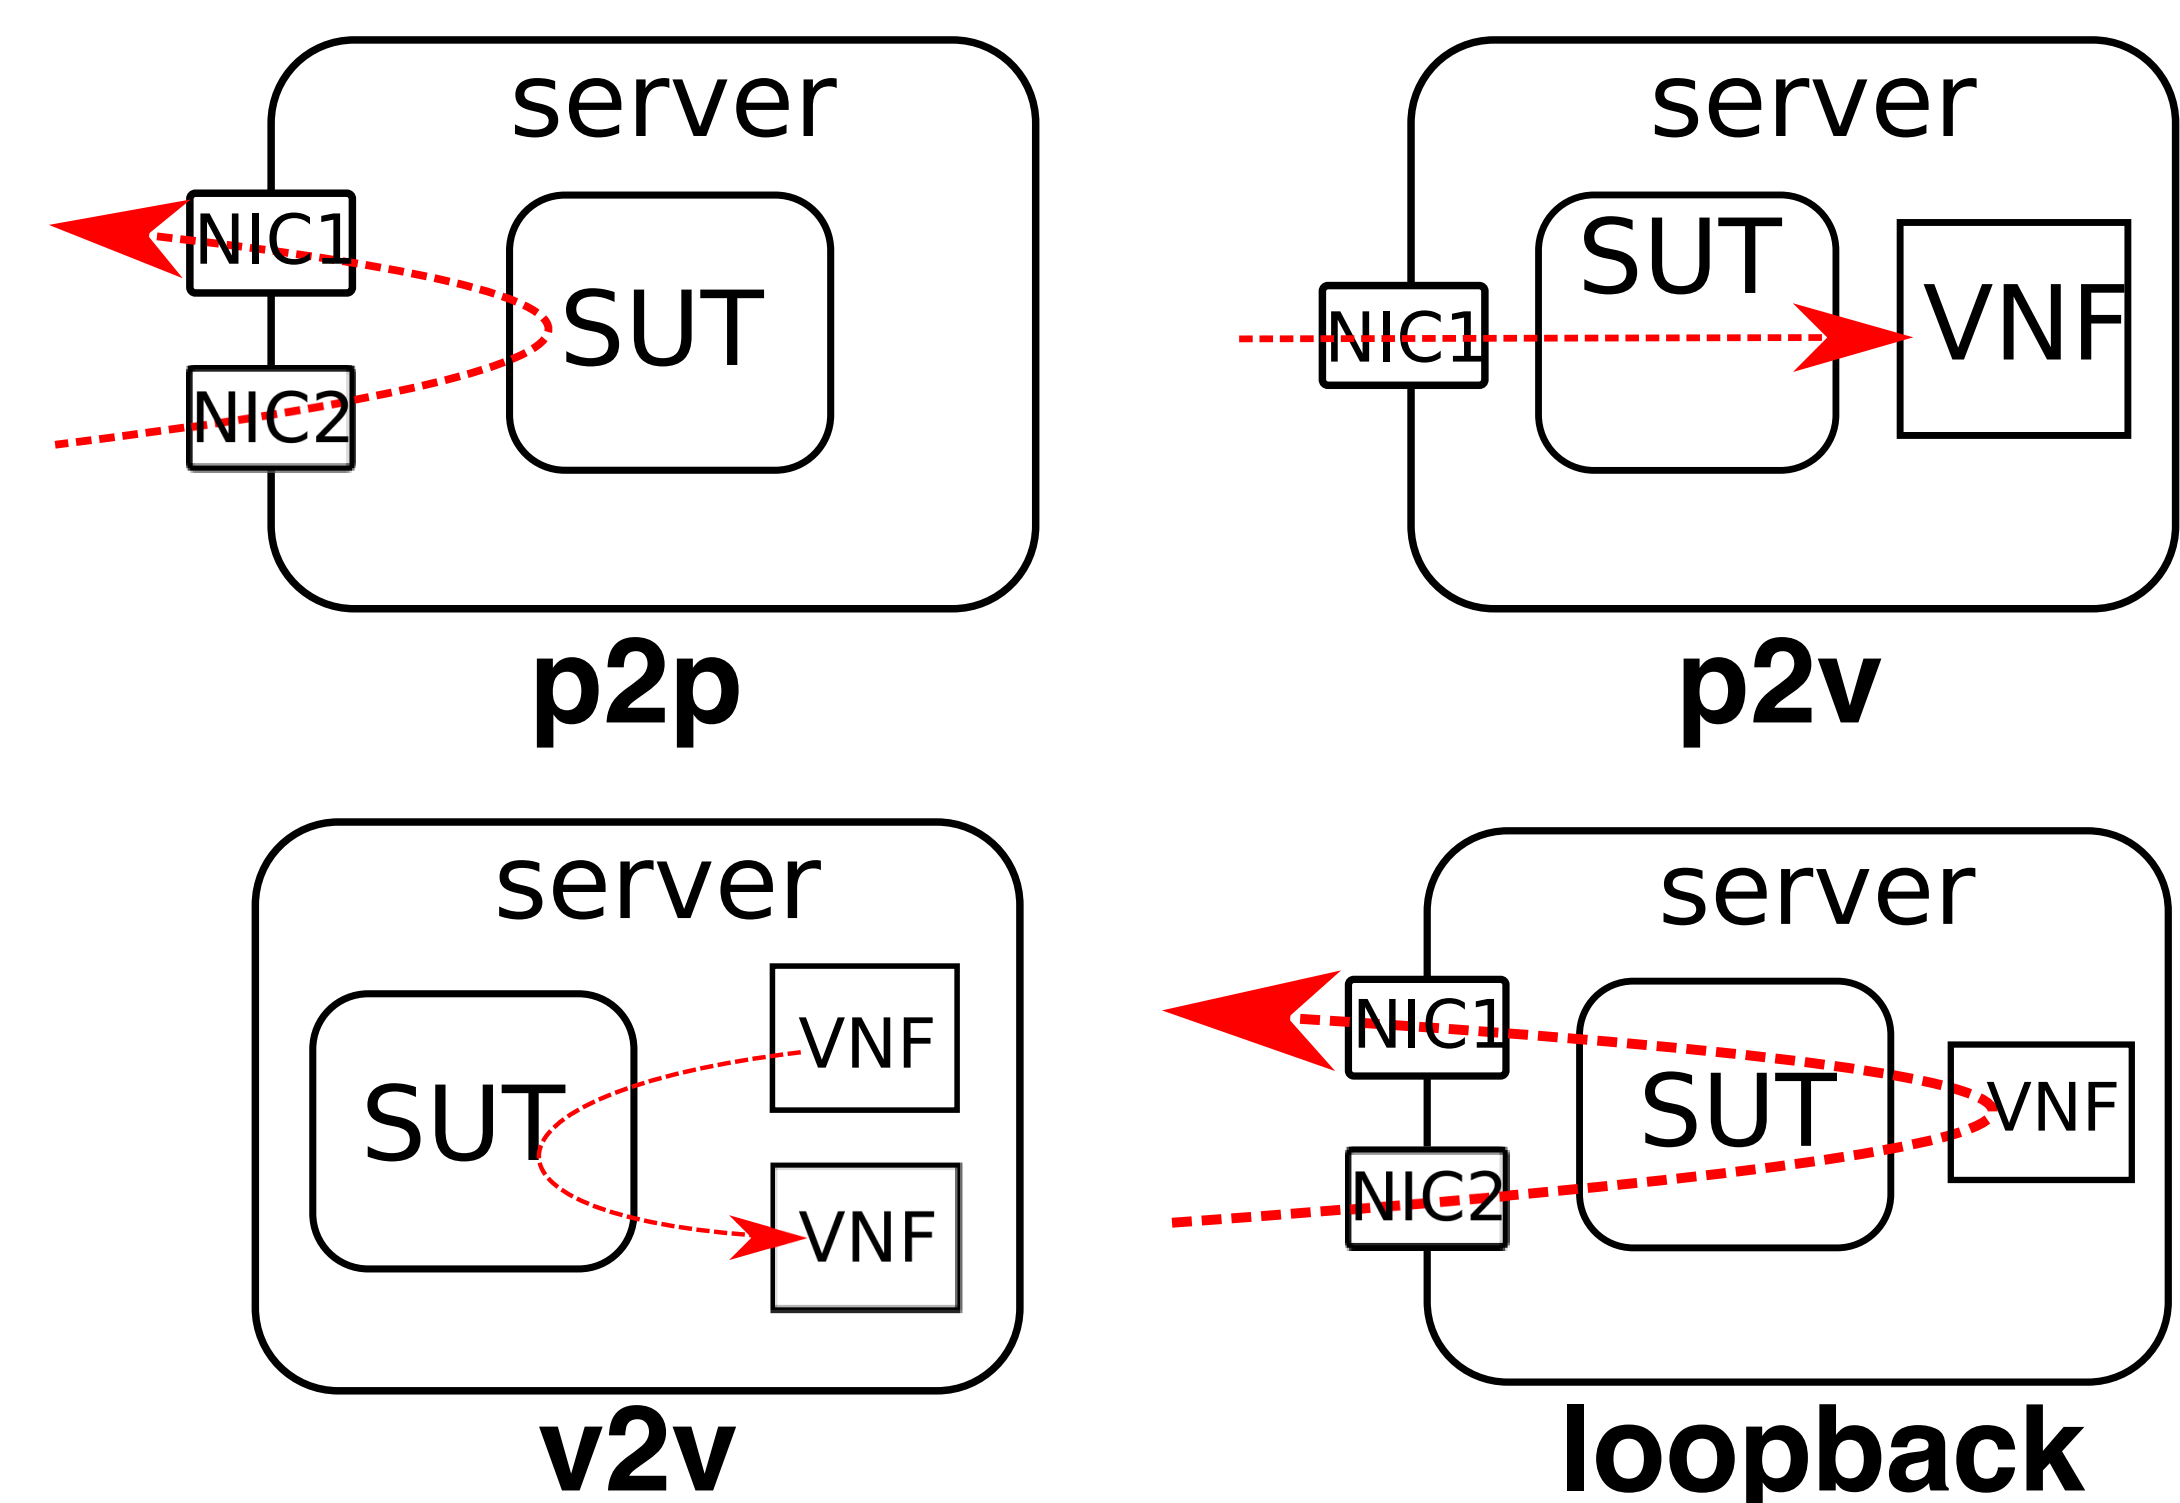 server
NIC1
SUT
NIC2
p2p
server
SUT
VNF
NIC1
p2v
server
VNF
SUT
VNF
v2v
server
NIC1
SUT
VNF
NIC2
loopback